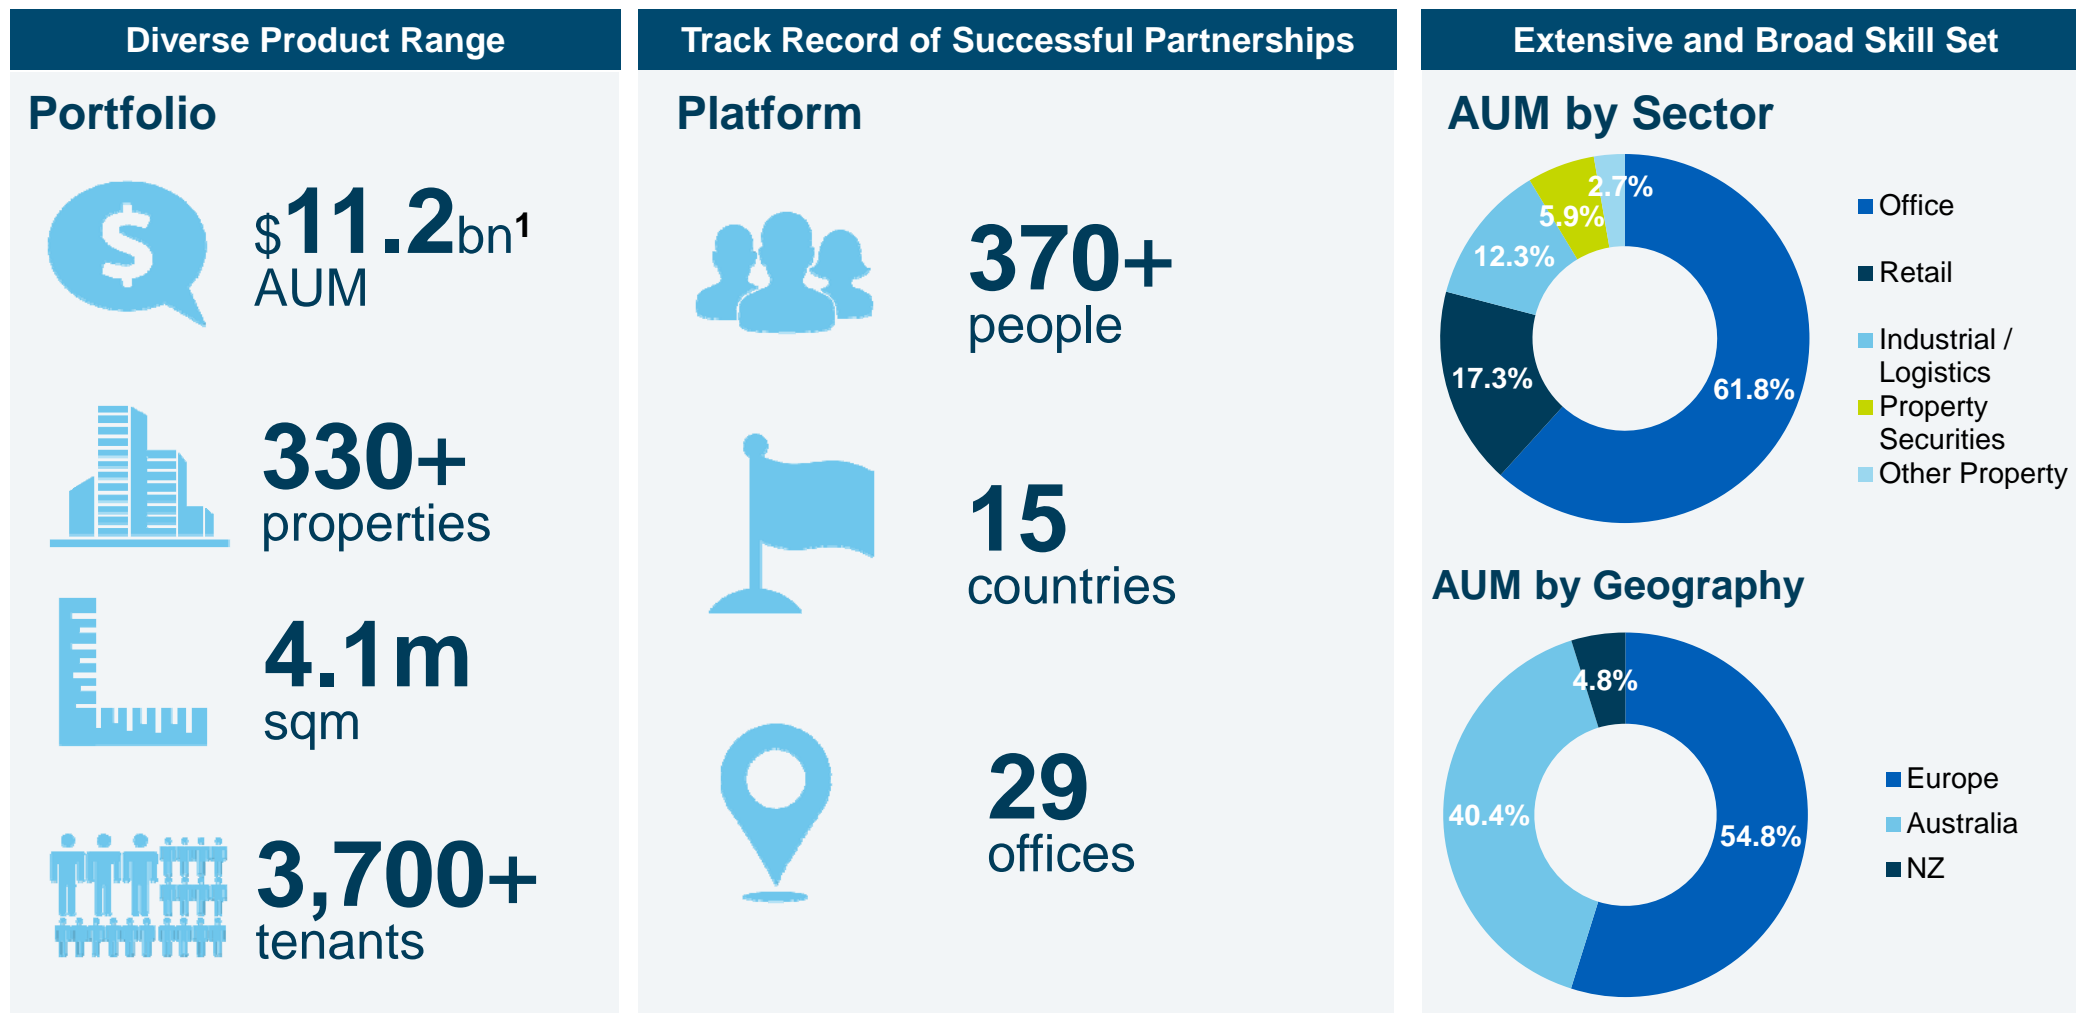 Diverse Product Range
Portfolio
$11.2bn¹
AUM
330+
properties
4.1m
sqm
3,700+
tenants
Track Record of Successful Partnerships
Platform
370+
people
15
countries
29
offices
Extensive and Broad Skill Set
AUM by Sector
2.7%
5.9%
12.3%
17.3%
61.8%
Office
Retail
Industrial /
Logistics
Property
Securities
Other Property
AUM by Geography
4.8%
40.4%
54.8%
Europe
Australia
NZ